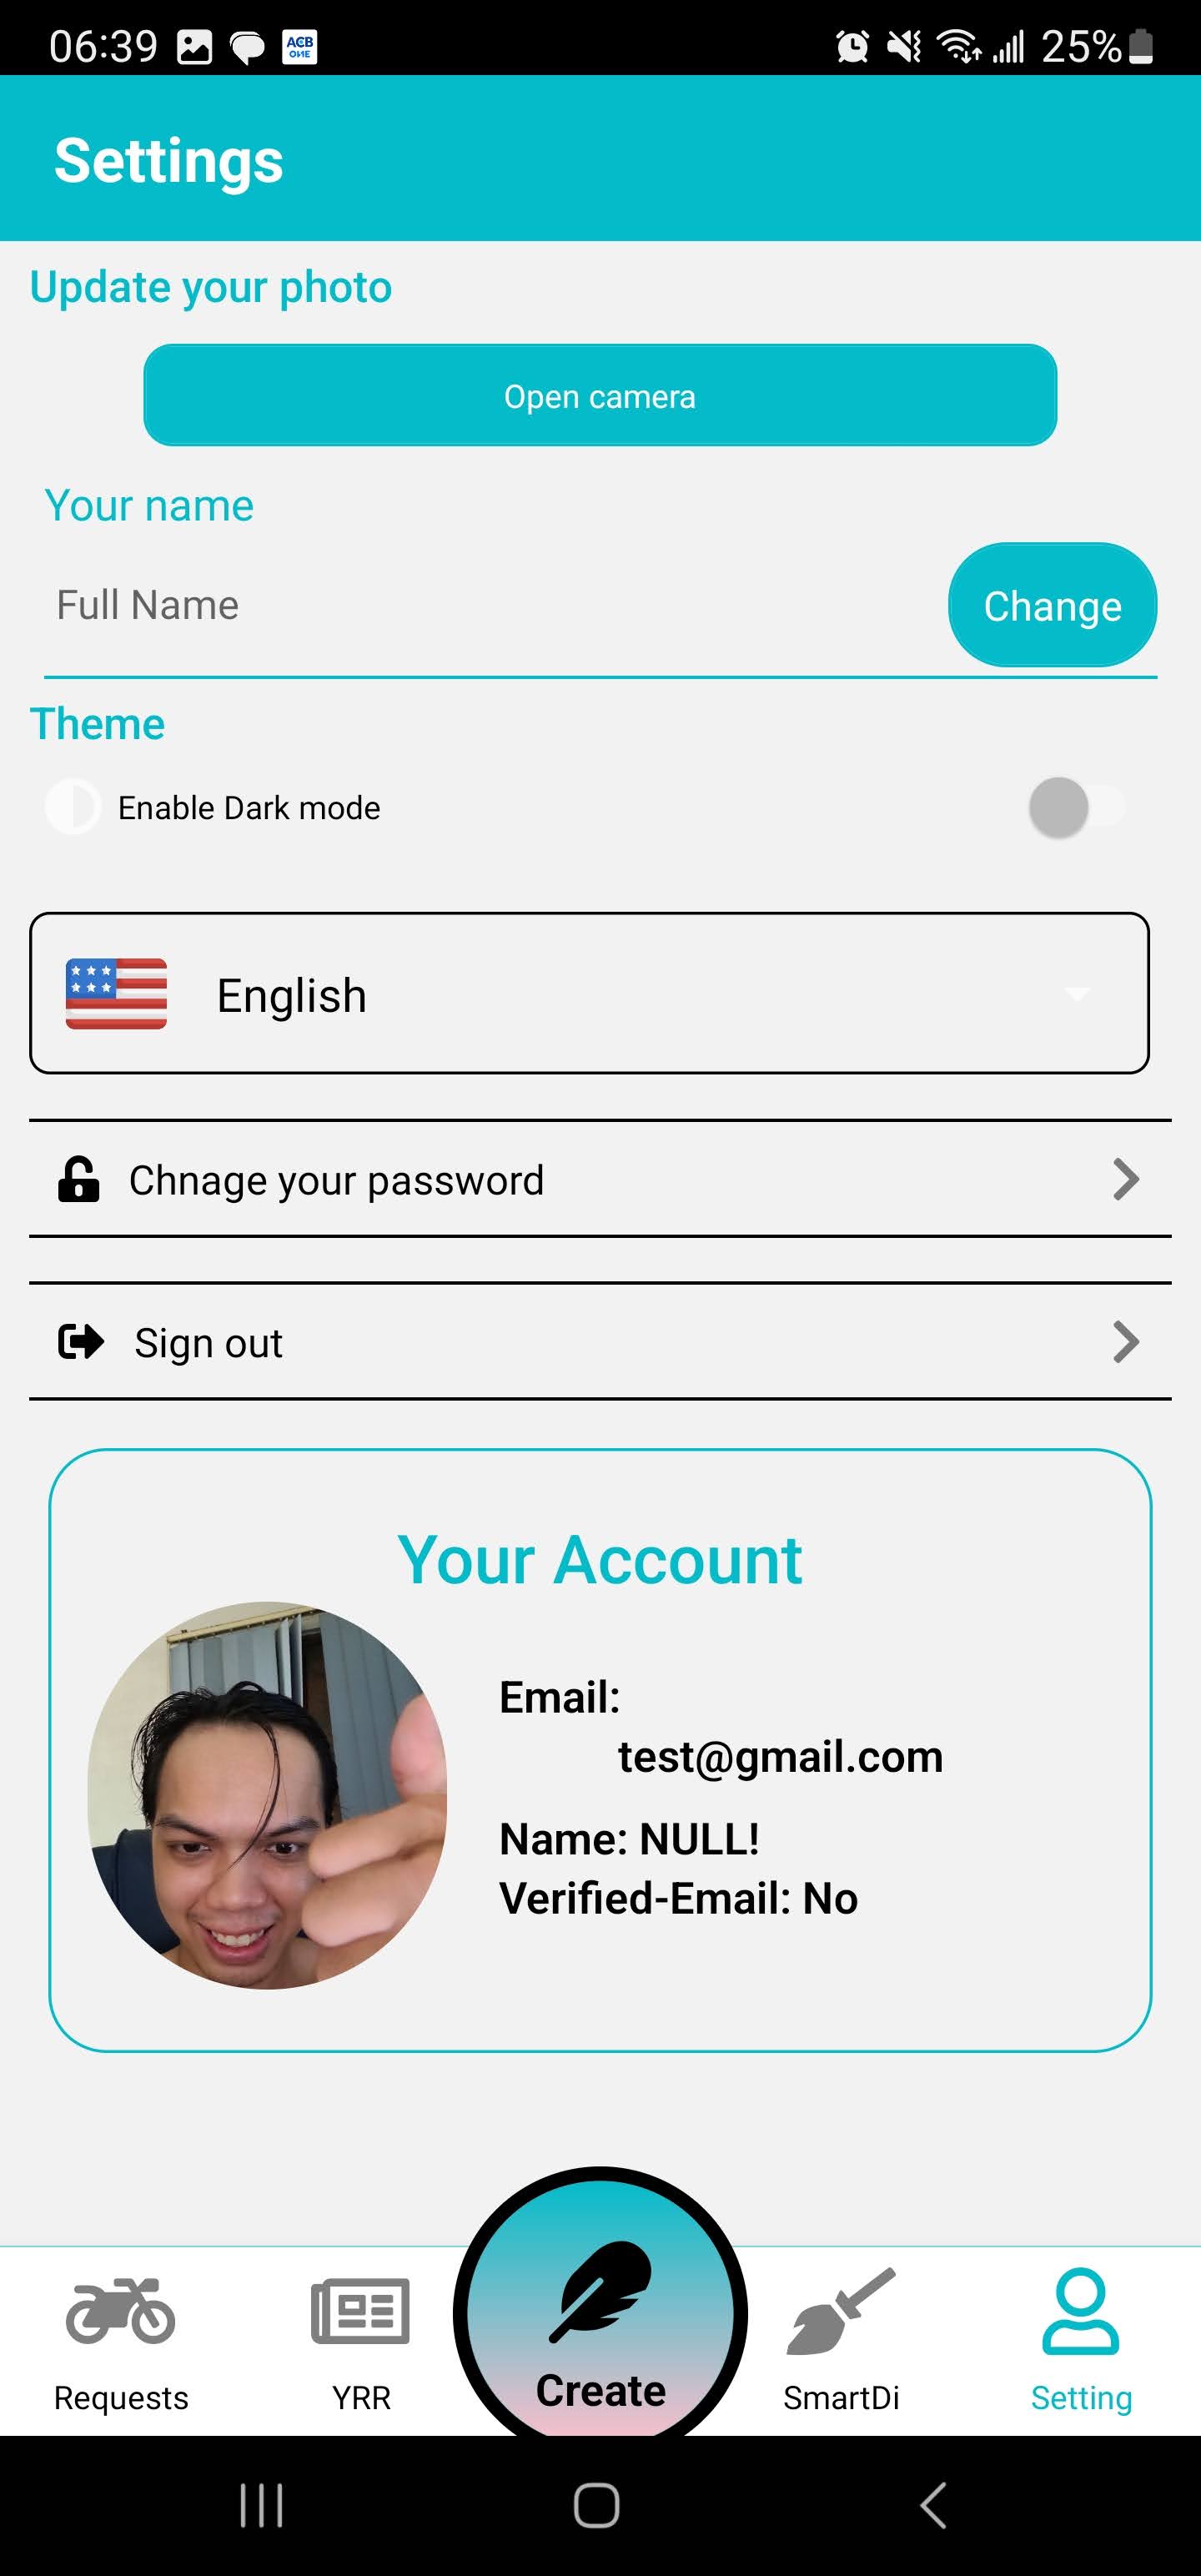 06:39
ACB
ONE
25%
Settings
Update your photo
Open camera
Your name
Full Name
Change
Theme
Enable Dark mode
English
Chnage your password
Sign out
Your Account
Email:
test@gmail.com
Name: NULL!
Verified-Email: No
Requests
YRR
Create
SmartDi
Setting